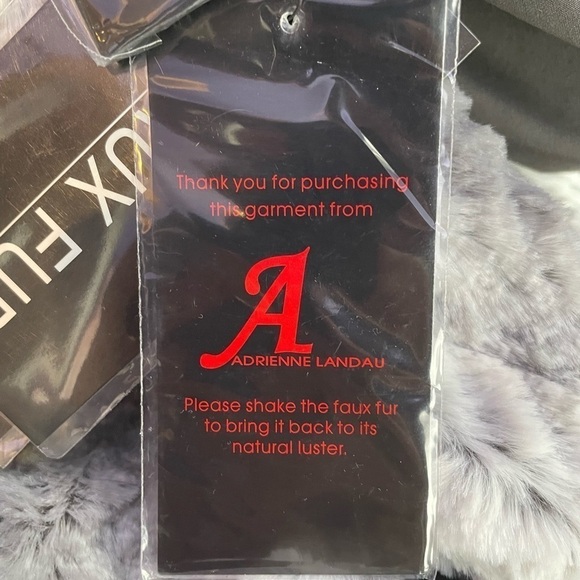 Thank you for purchasing
this garment from
A
ADRIENNE LANDAU
Please shake the faux fur
to bring it back to its
natural luster.
UX FUR